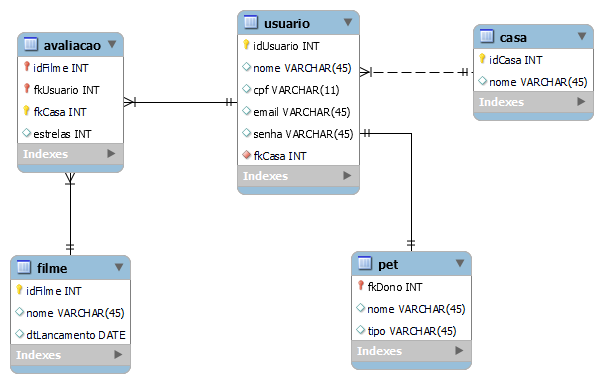 avaliacao
idFilme INT
fkUsuario INT
fkCasa INT
estrelas INT
Indexes
usuario
idUsuario INT
nome VARCHAR(45)
cpf VARCHAR(11)
email VARCHAR(45)
senha VARCHAR(45)
fkCasa INT
Indexes
casa
idCasa INT
nome VARCHAR(45)
Indexes
filme
idFilme INT
nome VARCHAR(45)
dtLancamento DATE
Indexes
pet
fkDono INT
nome VARCHAR(45)
tipo VARCHAR(45)
Indexes